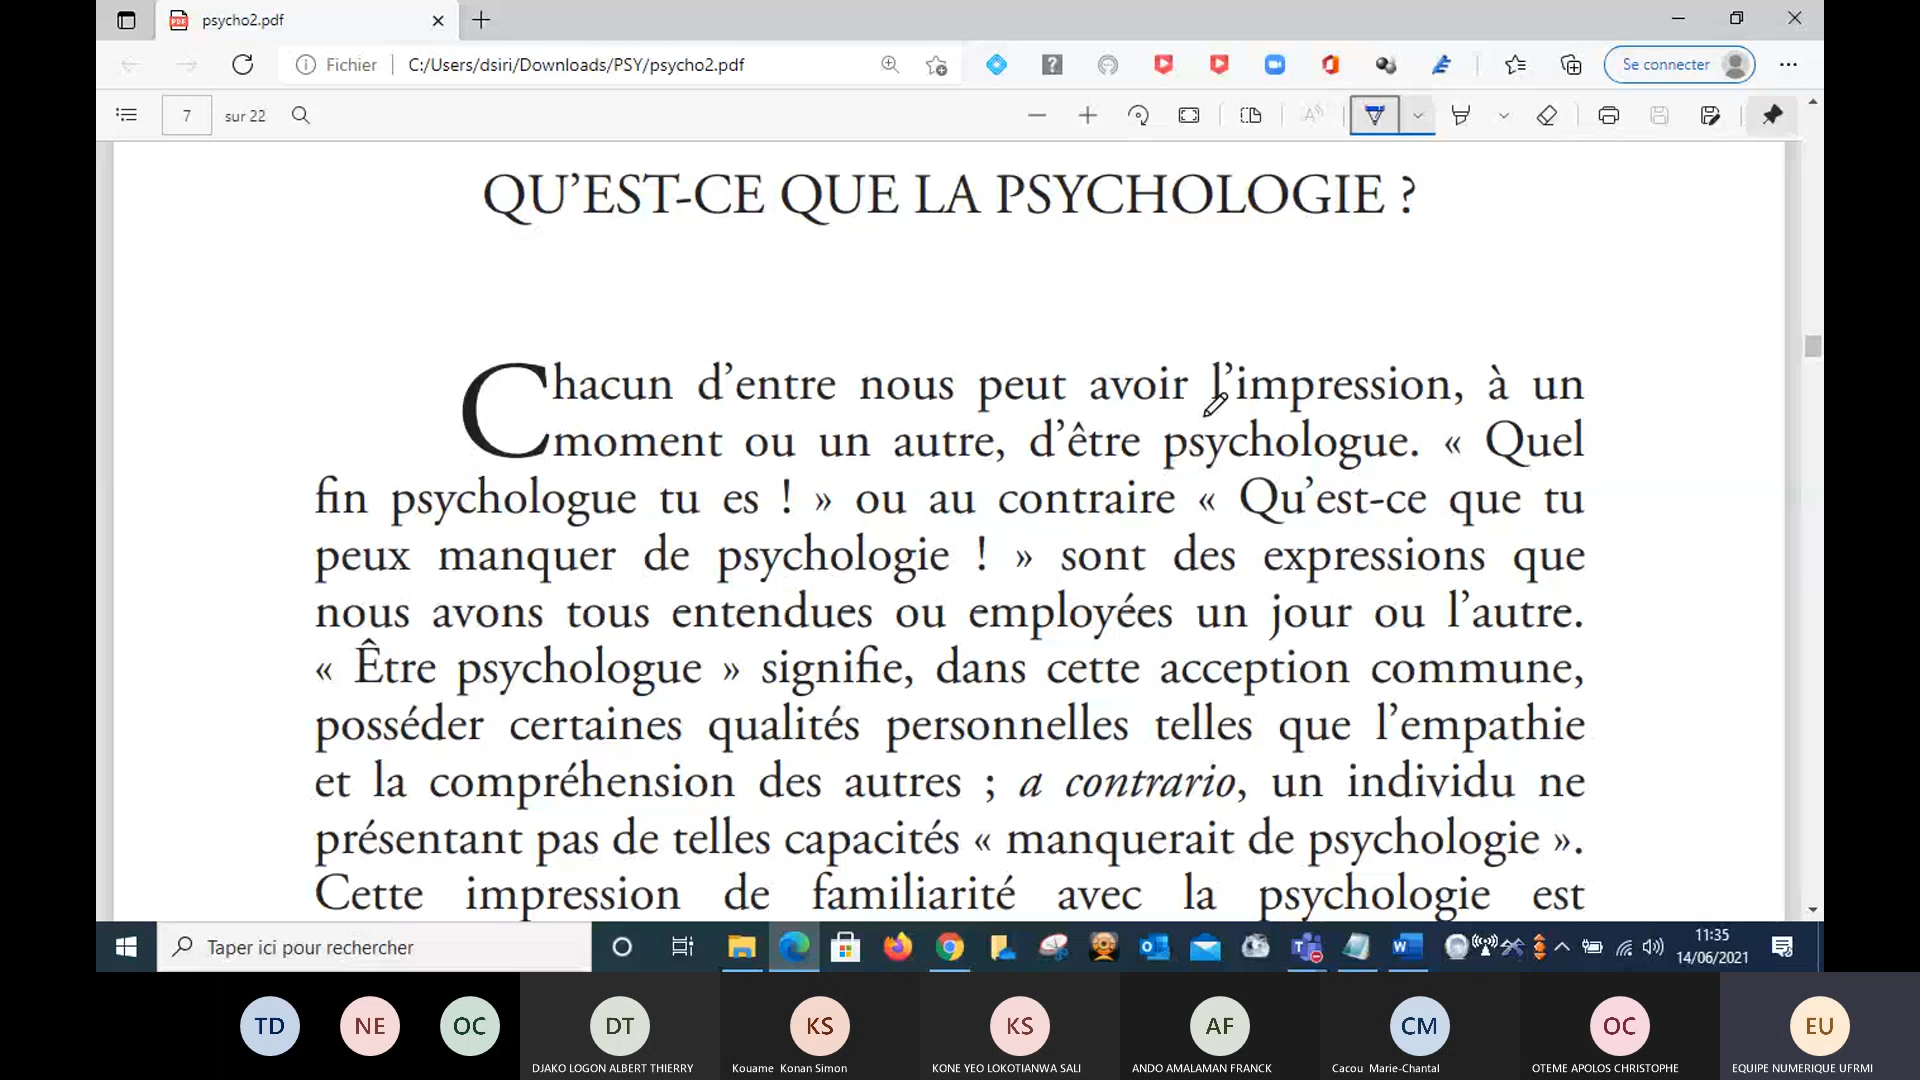 psycho2.pdf
Fichier
C:/Users/dsiri/Downloads/PSY/psycho2.pdf
Se connecter
7 sur 22
QU’EST-CE QUE LA PSYCHOLOGIE ?
Chacun d’entre nous peut avoir l’impression, à un
moment ou un autre, d’être psychologue. « Quel
fin psychologue tu es ! » ou au contraire « Qu’est-ce que tu
peux manquer de psychologie ! » sont des expressions que
nous avons tous entendues ou employées un jour ou l’autre.
« Être psychologue » signifie, dans cette acception commune,
posséder certaines qualités personnelles telles que l’empathie
et la compréhension des autres ; a contrario, un individu ne
présentant pas de telles capacités « manquerait de psychologie ».
Cette impression de familiarité avec la psychologie est
Taper ici pour rechercher
11:35
14/06/2021
TD
NE
OC
DT
KS
KS
AF
CM
OC
EU
DJAKO LOGON ALBERT THIERRY
Kouame Konan Simon
KONE YEO LOKOTIANWA SALI
ANDO AMALAMAN FRANCK
Cacou Marie-Chantal
OTEME APOLOS CHRISTOPHE
EQUIPE NUMERIQUE UFRMI